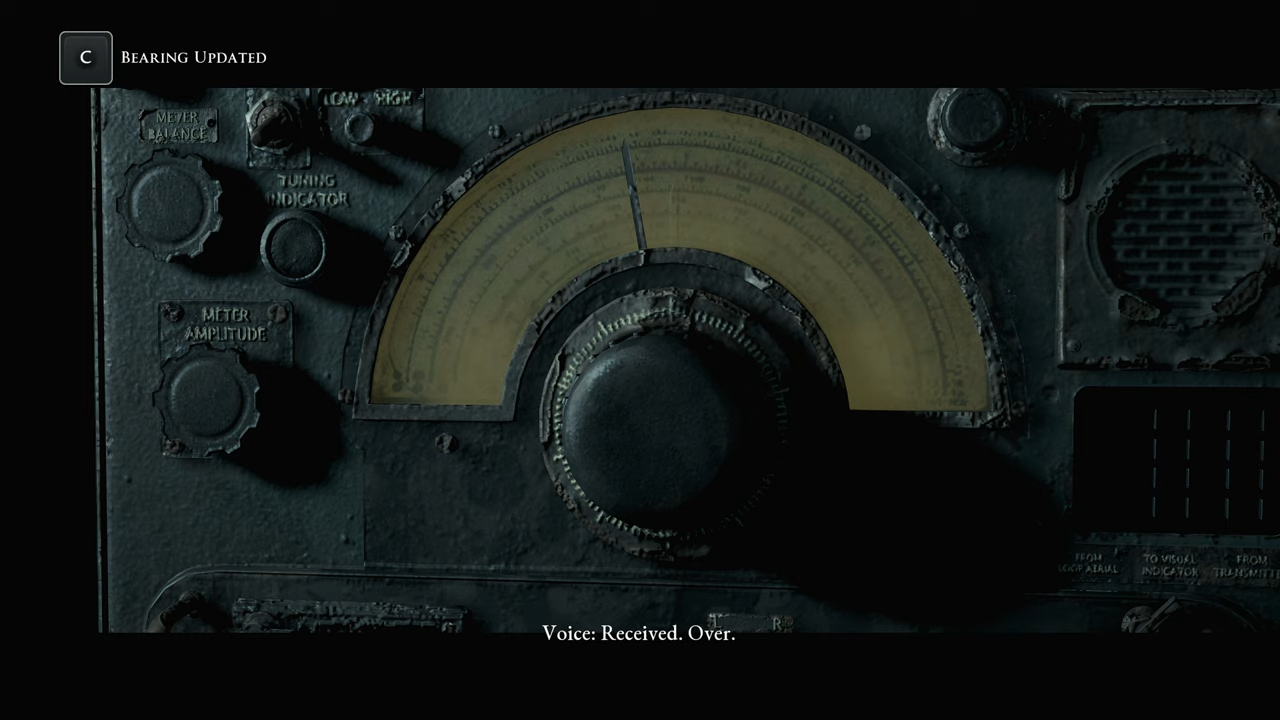 C
Bearing Updated
LOW - HIGH
METER
BALANCE
TUNING
INDICATOR
METER
AMPLITUDE
FROM
LOOP AERIAL
TO VISUAL
INDICATOR
FROM
TRANSMITT
L R
Voice: Received. Over.